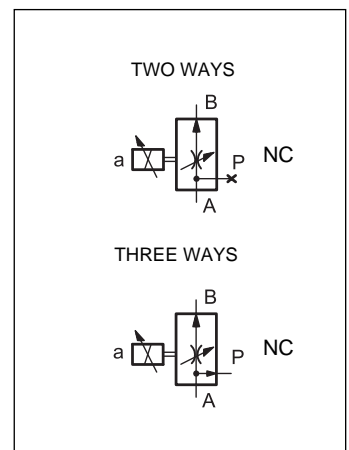 TWO WAYS
B
a P NC
A
THREE WAYS
B
a P NC
A